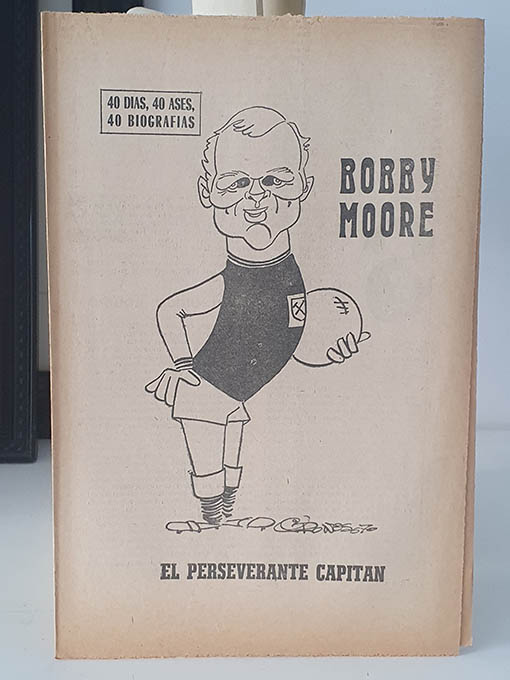 40 DIAS, 40 ASES,
40 BIOGRAFIAS
BOBBY
MOORE
EL PERSEVERANTE CAPITAN